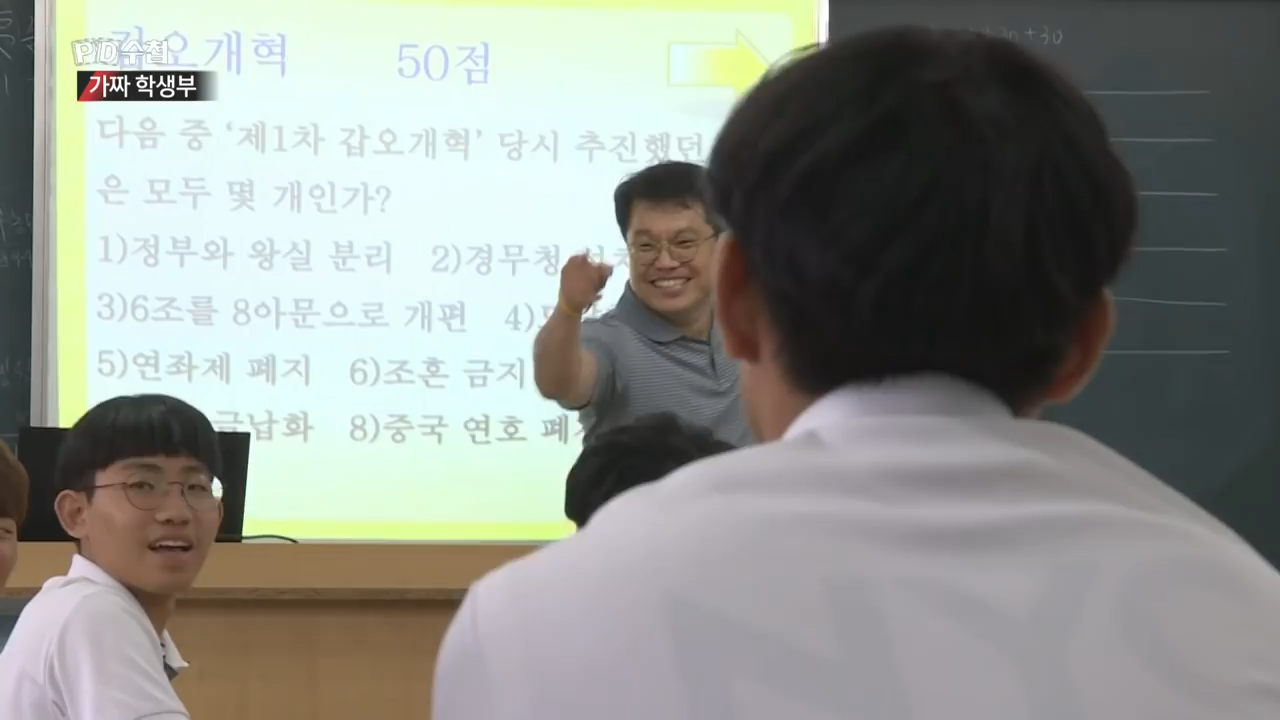 PD수첩
가짜 학생부
갑오개혁 50점
다음 중 ‘제1차 갑오개혁’ 당시 추진했던
은 모두 몇 개인가?
1)정부와 왕실 분리 2)경무청
3)6조를 8아문으로 개편 4)
5)연좌제 폐지 6)조혼 금지
금납화 8)중국 연호 폐